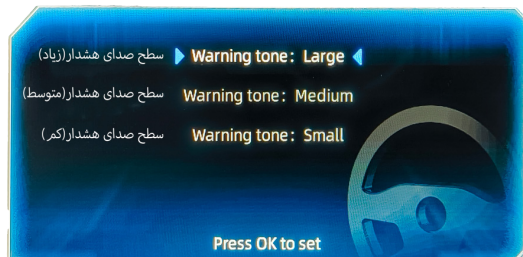 سطح صدای هشدار(زیاد) Warning tone: Large
سطح صدای هشدار(متوسط) Warning tone: Medium
سطح صدای هشدار(کم) Warning tone: Small
Press OK to set